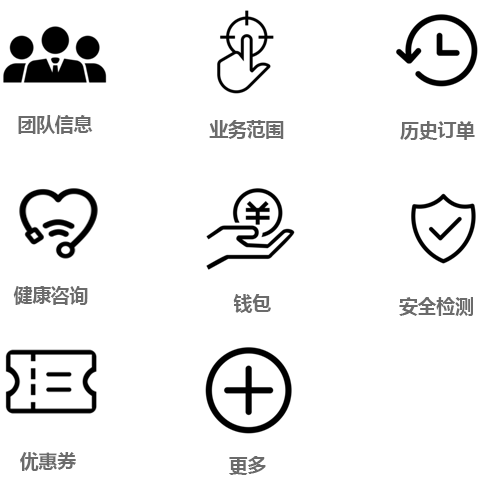 团队信息
业务范围
历史订单
健康咨询
钱包
安全检测
优惠券
更多